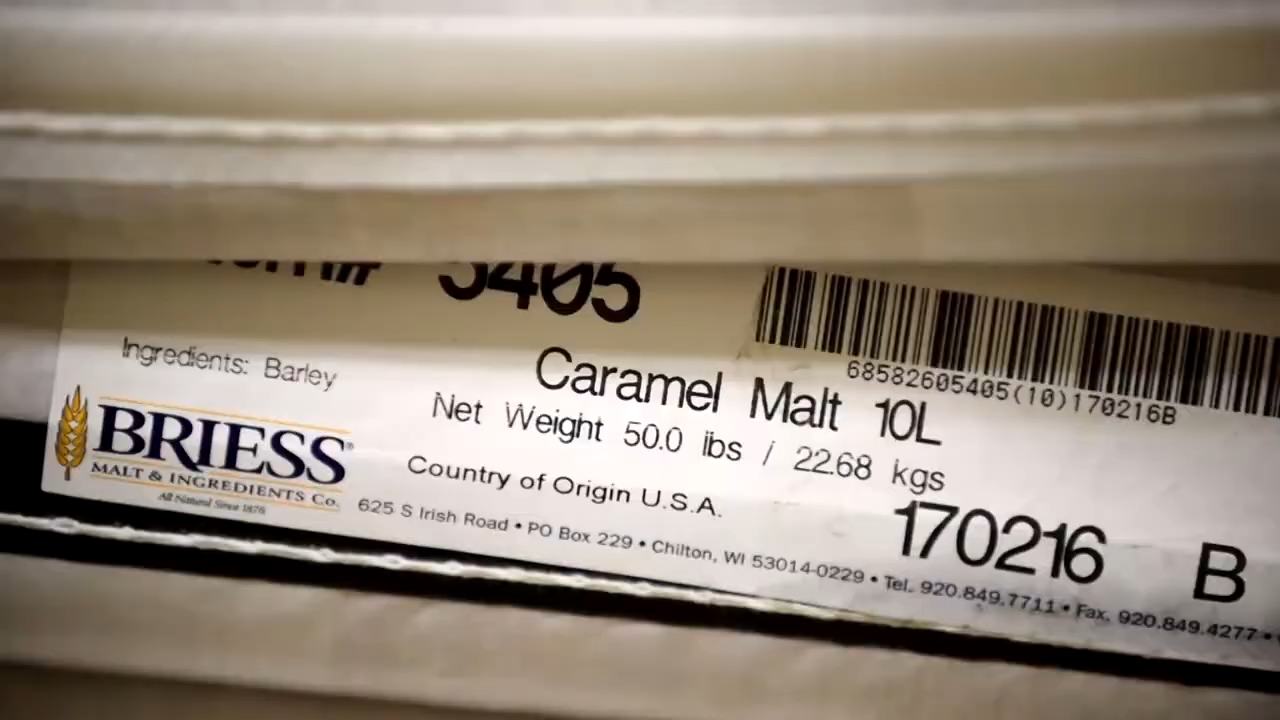 5405
68582605405(10)170216B
Ingredients: Barley
Caramel Malt 10L
Net Weight 50.0 lbs / 22.68 kgs
BRIESS®
MALT & INGREDIENTS Co.
All Natural Since 1876
Country of Origin U.S.A.
170216 B
625 S Irish Road • PO Box 229 • Chilton, WI 53014-0229 • Tel. 920.849.7711 • Fax. 920.849.4277 •